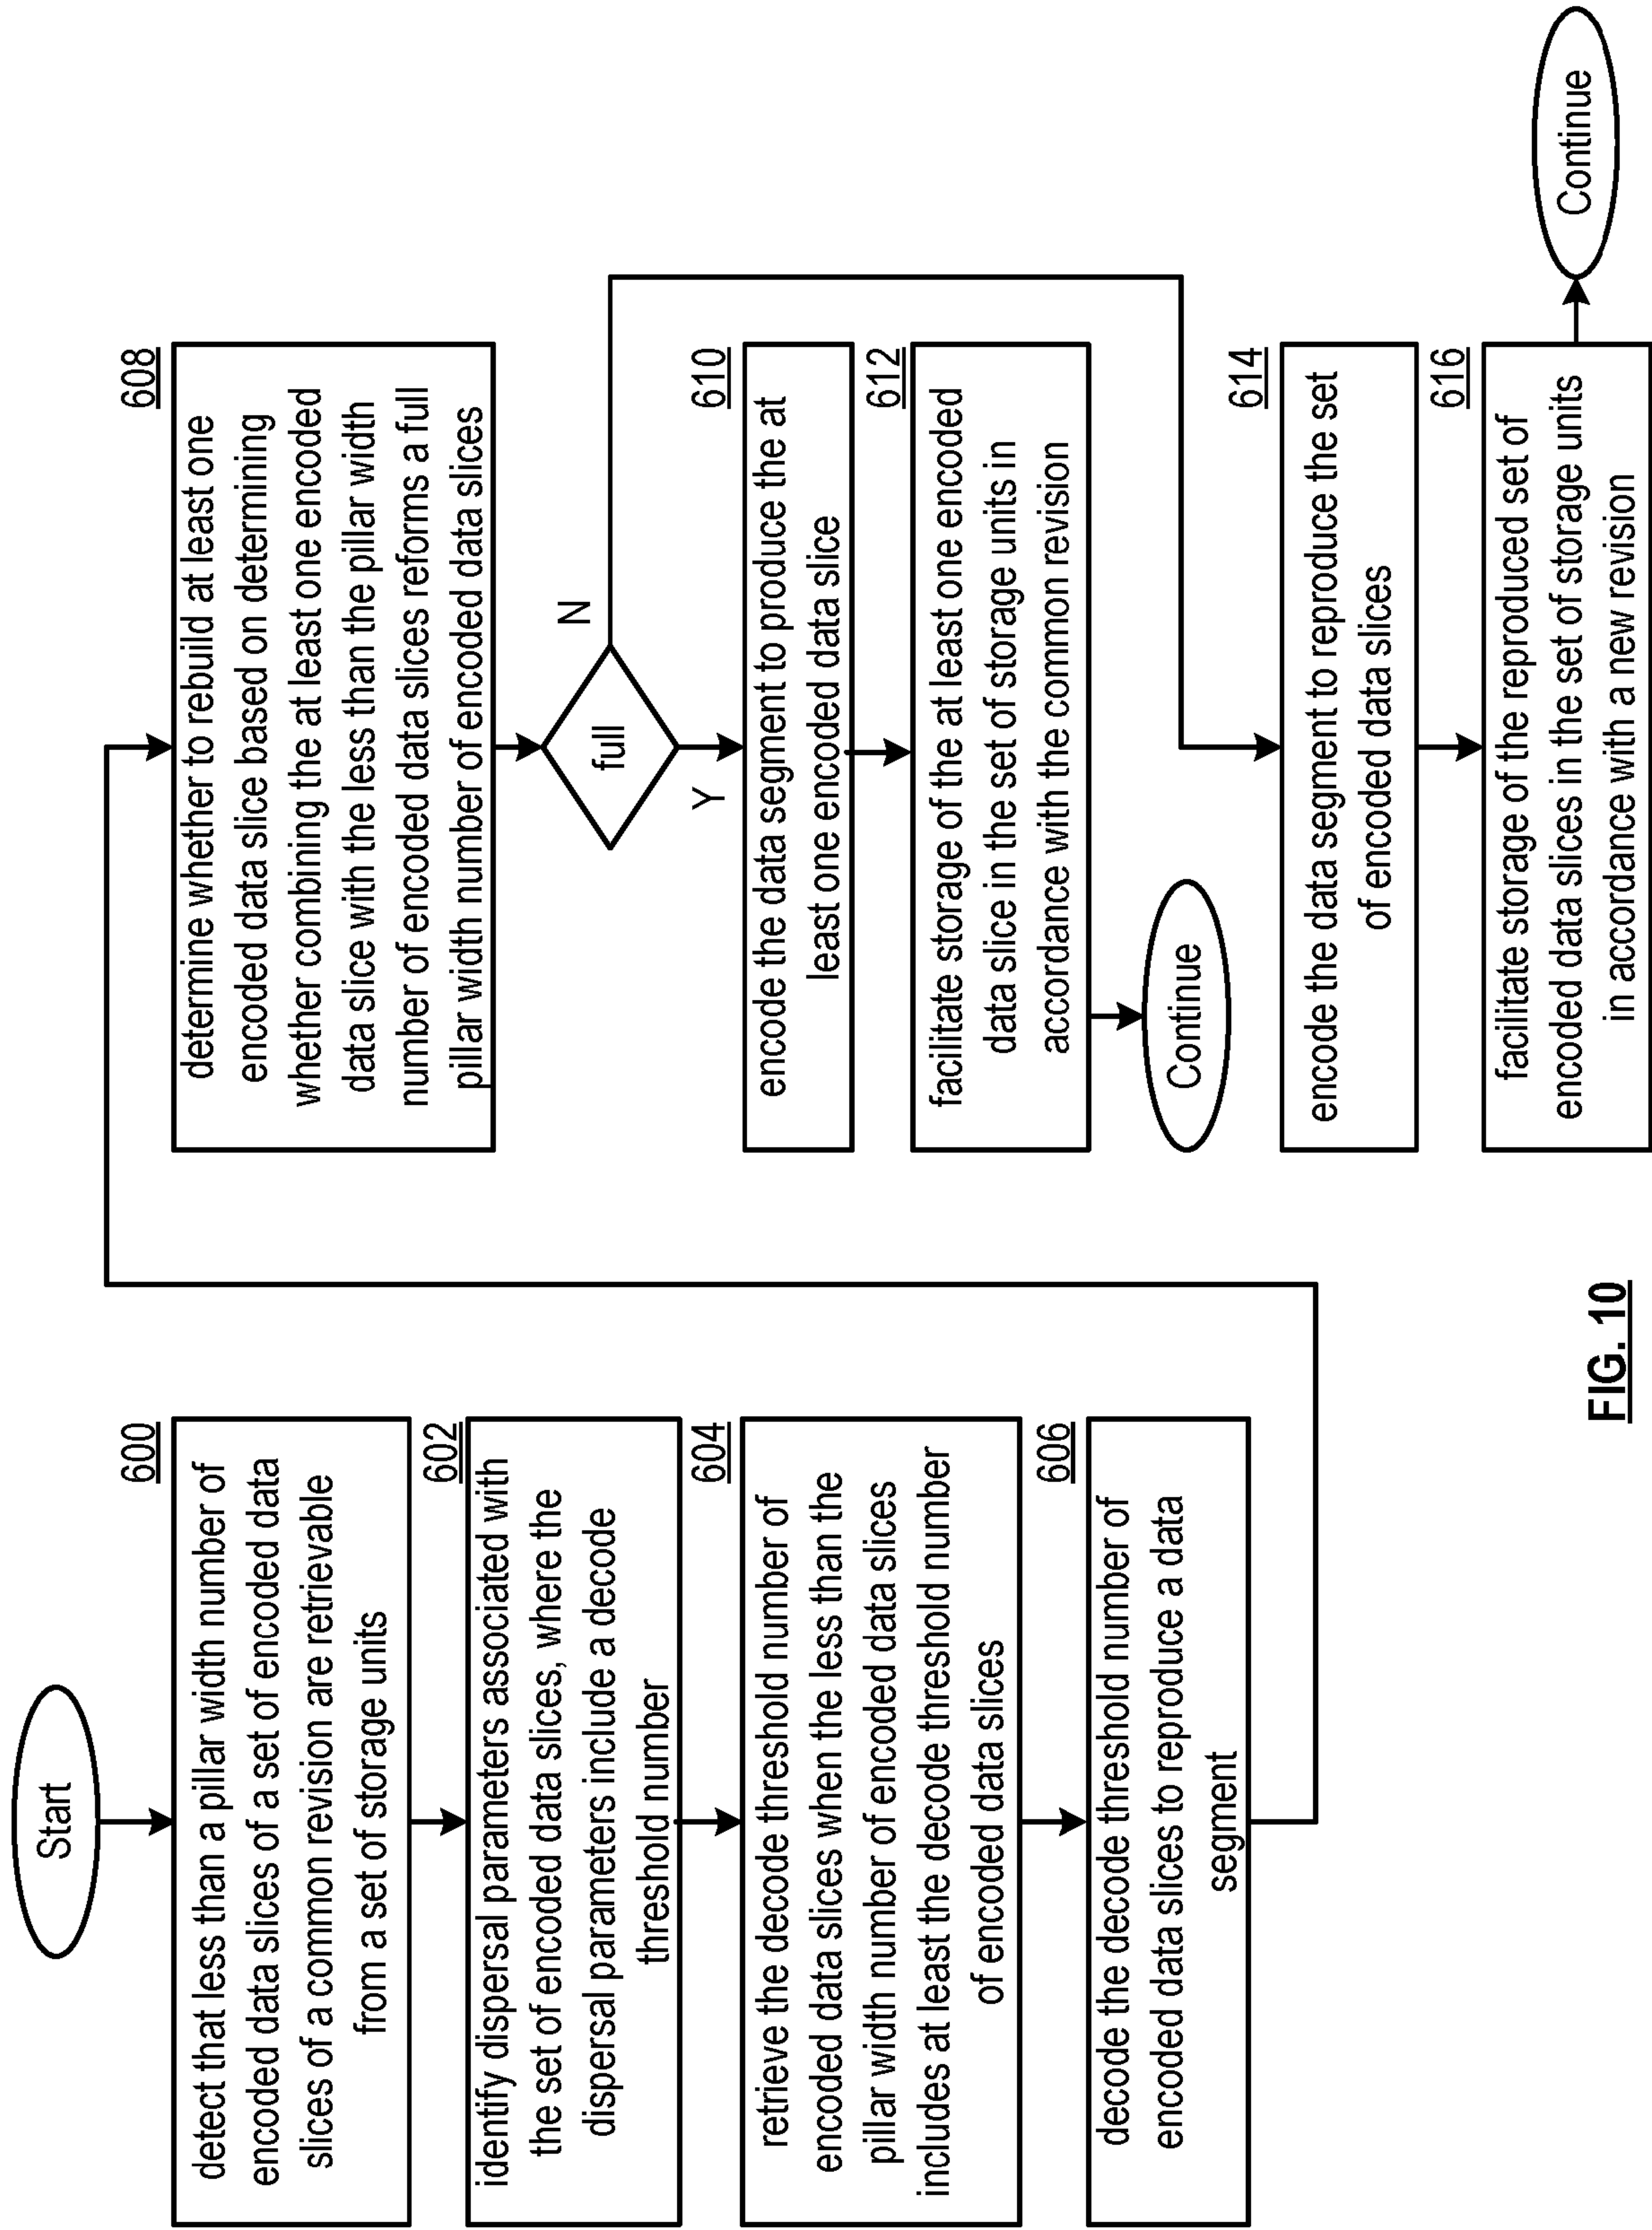 Start
600
detect that less than a pillar width number of
encoded data slices of a set of encoded data
slices of a common revision are retrievable
from a set of storage units
602
identify dispersal parameters associated with
the set of encoded data slices, where the
dispersal parameters include a decode
threshold number
604
retrieve the decode threshold number of
encoded data slices when the less than the
pillar width number of encoded data slices
includes at least the decode threshold number
of encoded data slices
606
decode the decode threshold number of
encoded data slices to reproduce a data
segment
608
determine whether to rebuild at least one
encoded data slice based on determining
whether combining the at least one encoded
data slice with the less than the pillar width
number of encoded data slices reforms a full
pillar width number of encoded data slices
full
N
Y
610
encode the data segment to produce the at
least one encoded data slice
612
facilitate storage of the at least one encoded
data slice in the set of storage units in
accordance with the common revision
Continue
614
encode the data segment to reproduce the set
of encoded data slices
616
facilitate storage of the reproduced set of
encoded data slices in the set of storage units
in accordance with a new revision
Continue
FIG. 10